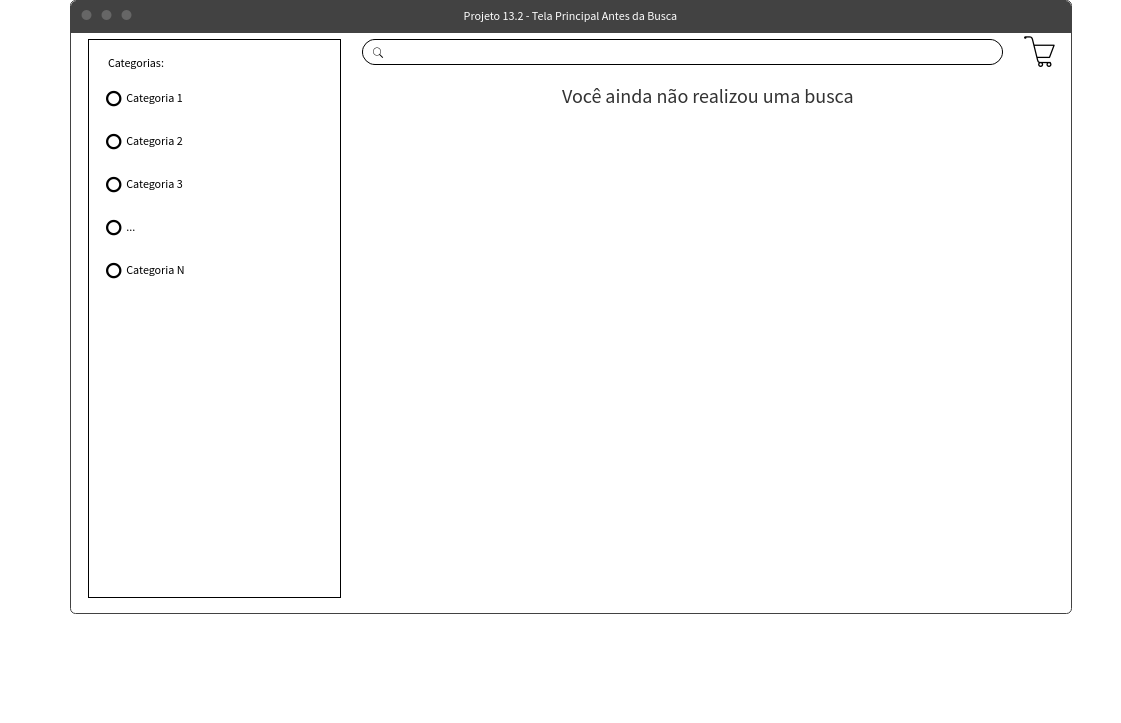 Projeto 13.2 - Tela Principal Antes da Busca
Categorias:
Categoria 1
Categoria 2
Categoria 3
...
Categoria N
Você ainda não realizou uma busca